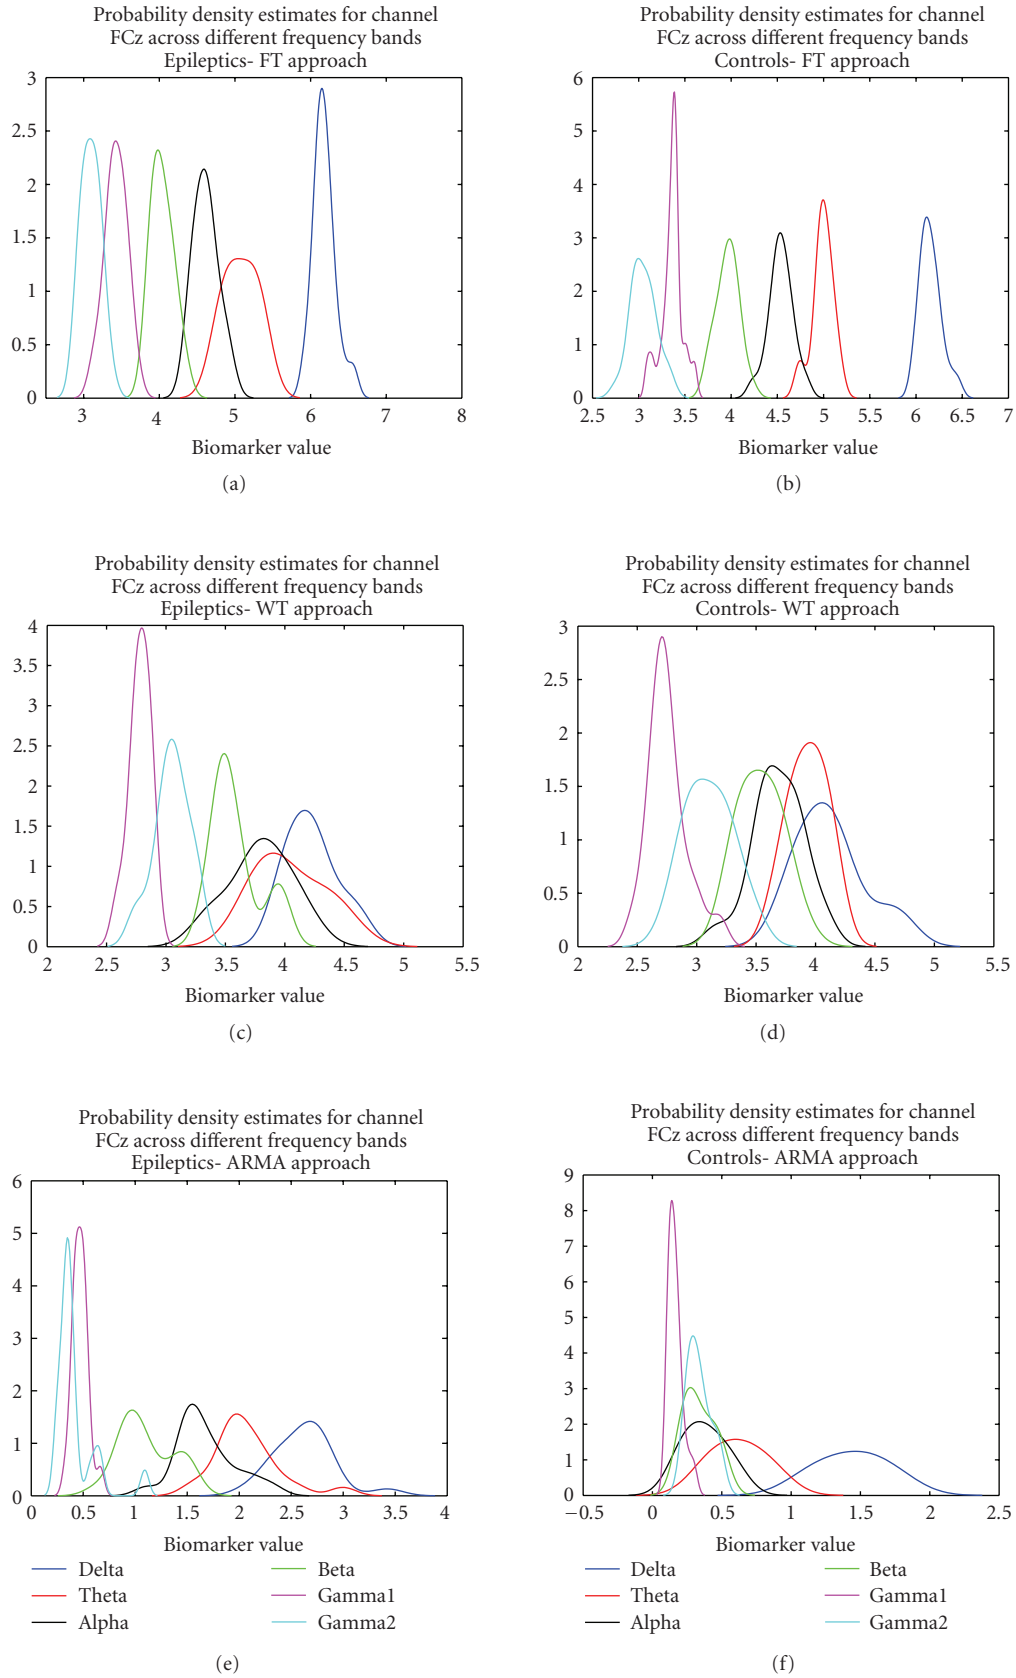 Probability density estimates for channel
FCz across different frequency bands
Epileptics- FT approach
3
2.5
2
1.5
1
0.5
0
3 4 5 6 7 8
Biomarker value
(a)
Probability density estimates for channel
FCz across different frequency bands
Controls- FT approach
6
5
4
3
2
1
0
2.5 3 3.5 4 4.5 5 5.5 6 6.5 7
Biomarker value
(b)
Probability density estimates for channel
FCz across different frequency bands
Epileptics- WT approach
4
3.5
3
2.5
2
1.5
1
0.5
0
2 2.5 3 3.5 4 4.5 5 5.5
Biomarker value
(c)
Probability density estimates for channel
FCz across different frequency bands
Controls- WT approach
3
2.5
2
1.5
1
0.5
0
2 2.5 3 3.5 4 4.5 5 5.5
Biomarker value
(d)
Probability density estimates for channel
FCz across different frequency bands
Epileptics- ARMA approach
6
5
4
3
2
1
0
0 0.5 1 1.5 2 2.5 3 3.5 4
Biomarker value
Delta Beta
Theta Gamma1
Alpha Gamma2
(e)
Probability density estimates for channel
FCz across different frequency bands
Controls- ARMA approach
9
8
7
6
5
4
3
2
1
0
−0.5 0 0.5 1 1.5 2 2.5
Biomarker value
Delta Beta
Theta Gamma1
Alpha Gamma2
(f)